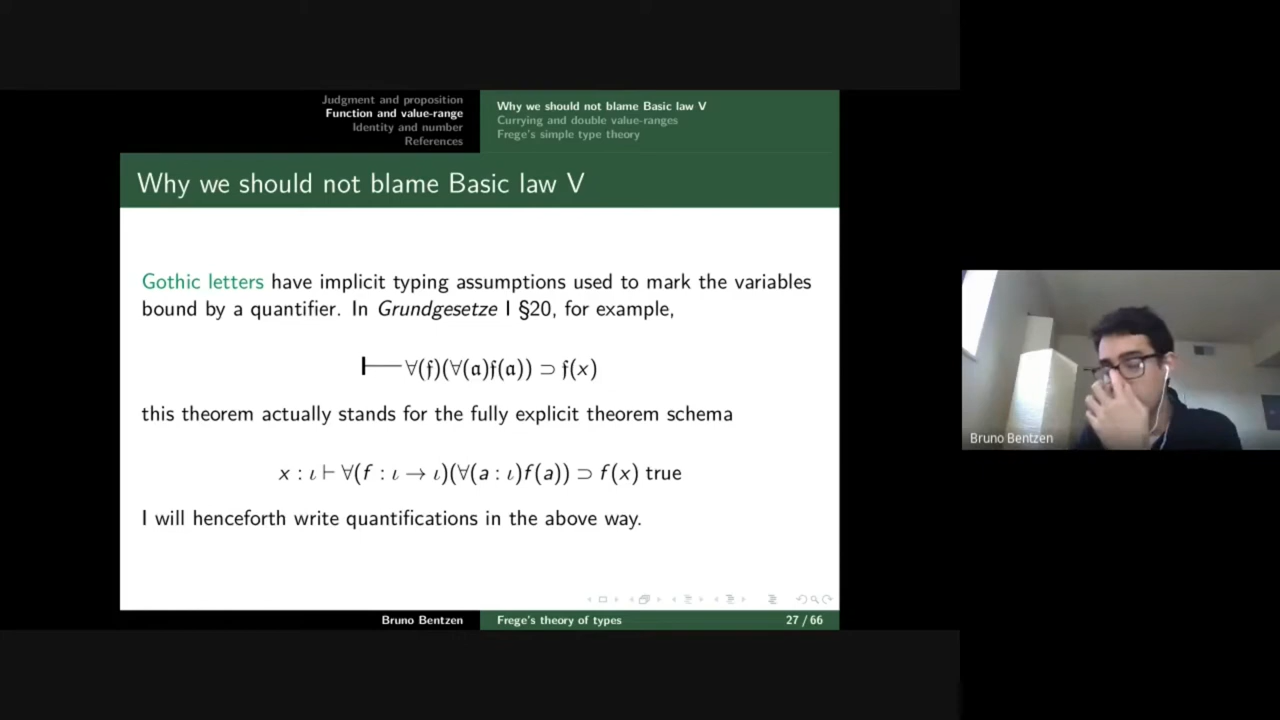 Judgment and proposition
Function and value-range
Identity and number
References
Why we should not blame Basic law V
Currying and double value-ranges
Frege's simple type theory
Why we should not blame Basic law V
Gothic letters have implicit typing assumptions used to mark the variables
bound by a quantifier. In Grundgesetze I §20, for example,
⊢ ∀(𝔣)(∀(𝔞)𝔣(𝔞)) ⊃ 𝔣(x)
this theorem actually stands for the fully explicit theorem schema
x : ι ⊢ ∀(f : ι → ι)(∀(a : ι)f(a)) ⊃ f(x) true
I will henceforth write quantifications in the above way.
Bruno Bentzen
Frege's theory of types
27 / 66
Bruno Bentzen